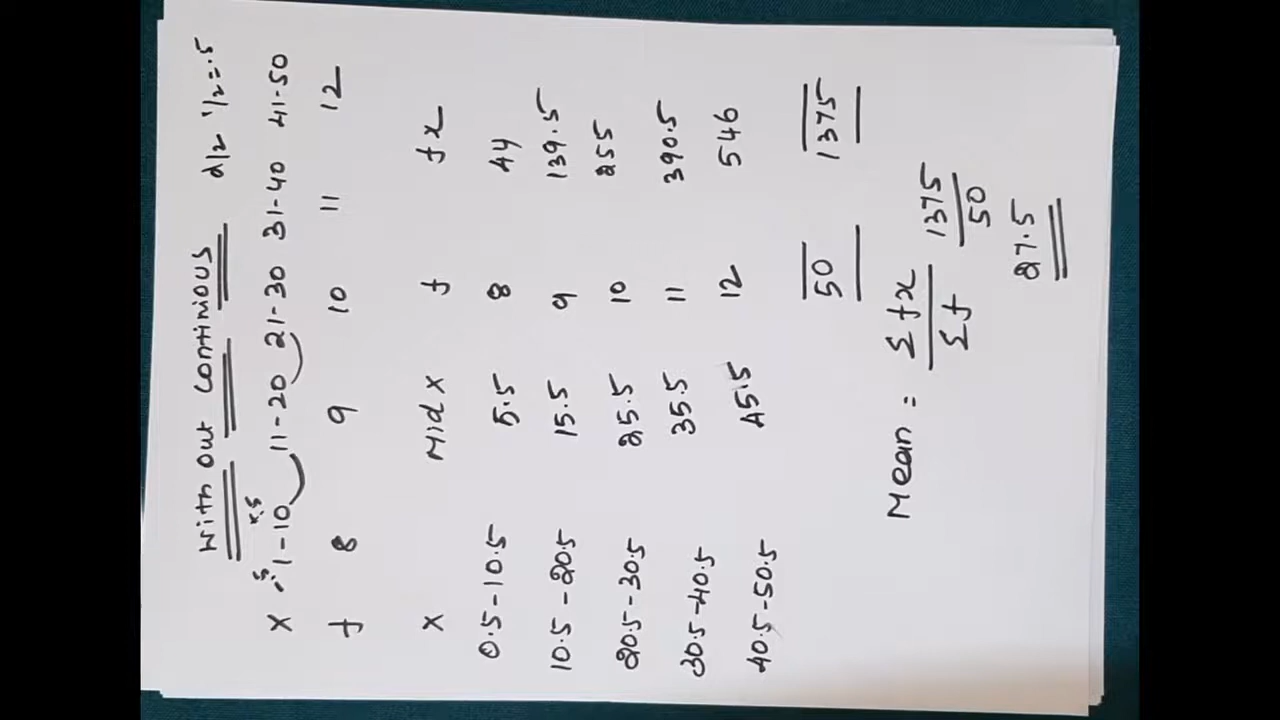 With out continious d/2 1/2=.5
-.5 +.5
x 1-10 11-20 21-30 31-40 41-50
f 8 9 10 11 12
x Mid x f fx
0.5-10.5 5.5 8 44
10.5-20.5 15.5 9 139.5
20.5-30.5 25.5 10 255
30.5-40.5 35.5 11 390.5
40.5-50.5 45.5 12 546
50 1375
Mean = Σfx/Σf 1375/50
27.5